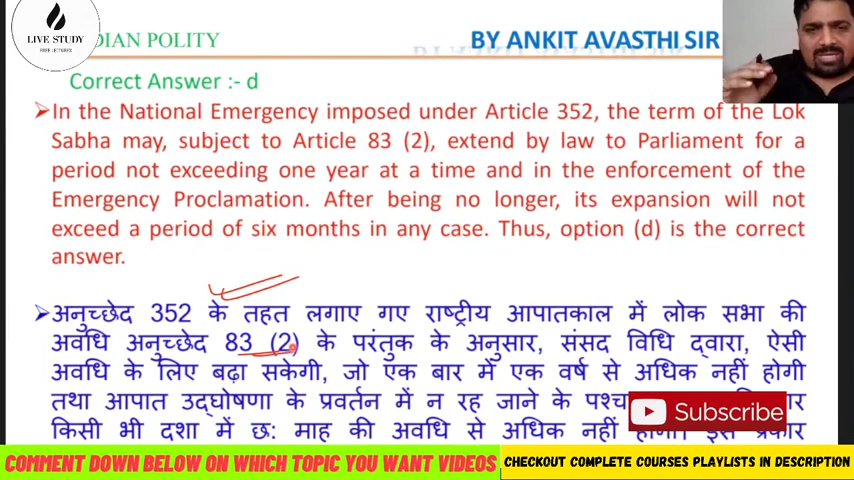 LIVE STUDY
FREE LECTURES
DIAN POLITY
BY ANKIT AVASTHI SIR
Correct Answer :- d
➢In the National Emergency imposed under Article 352, the term of the Lok
Sabha may, subject to Article 83 (2), extend by law to Parliament for a
period not exceeding one year at a time and in the enforcement of the
Emergency Proclamation. After being no longer, its expansion will not
exceed a period of six months in any case. Thus, option (d) is the correct
answer.
➢अनुच्छेद 352 के तहत लगाए गए राष्ट्रीय आपातकाल में लोक सभा की
अवधि अनुच्छेद 83 (2) के परंतुक के अनुसार, संसद विधि द्वारा, ऐसी
अवधि के लिए बढ़ा सकेगी, जो एक बार में एक वर्ष से अधिक नहीं होगी
तथा आपात उद्घोषणा के प्रवर्तन में न रह जाने के
Subscribe
किसी भी दशा में छ: माह की अवधि से अधिक नहीं
COMMENT DOWN BELOW ON WHICH TOPIC YOU WANT VIDEOS
CHECKOUT COMPLETE COURSES PLAYLISTS IN DESCRIPTION